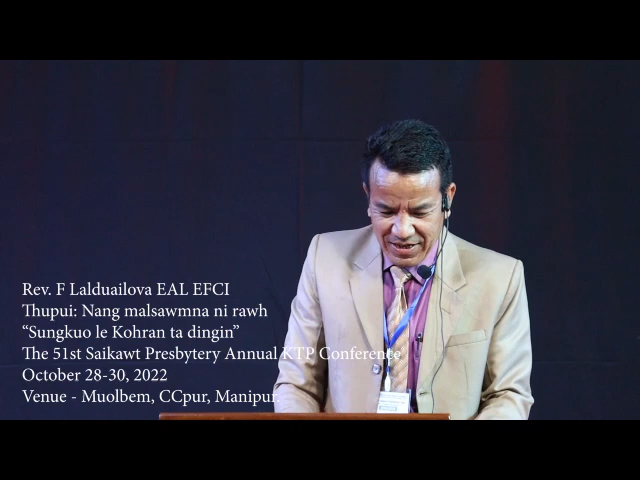 Rev. F Lalduailova EAL EFCI
Thupui: Nang malsawmna ni rawh
“Sungkuo le Kohran ta dingin”
The 51st Saikawt Presbytery Annual KTP Conference
October 28-30, 2022
Venue - Muolbem, CCpur, Manipur